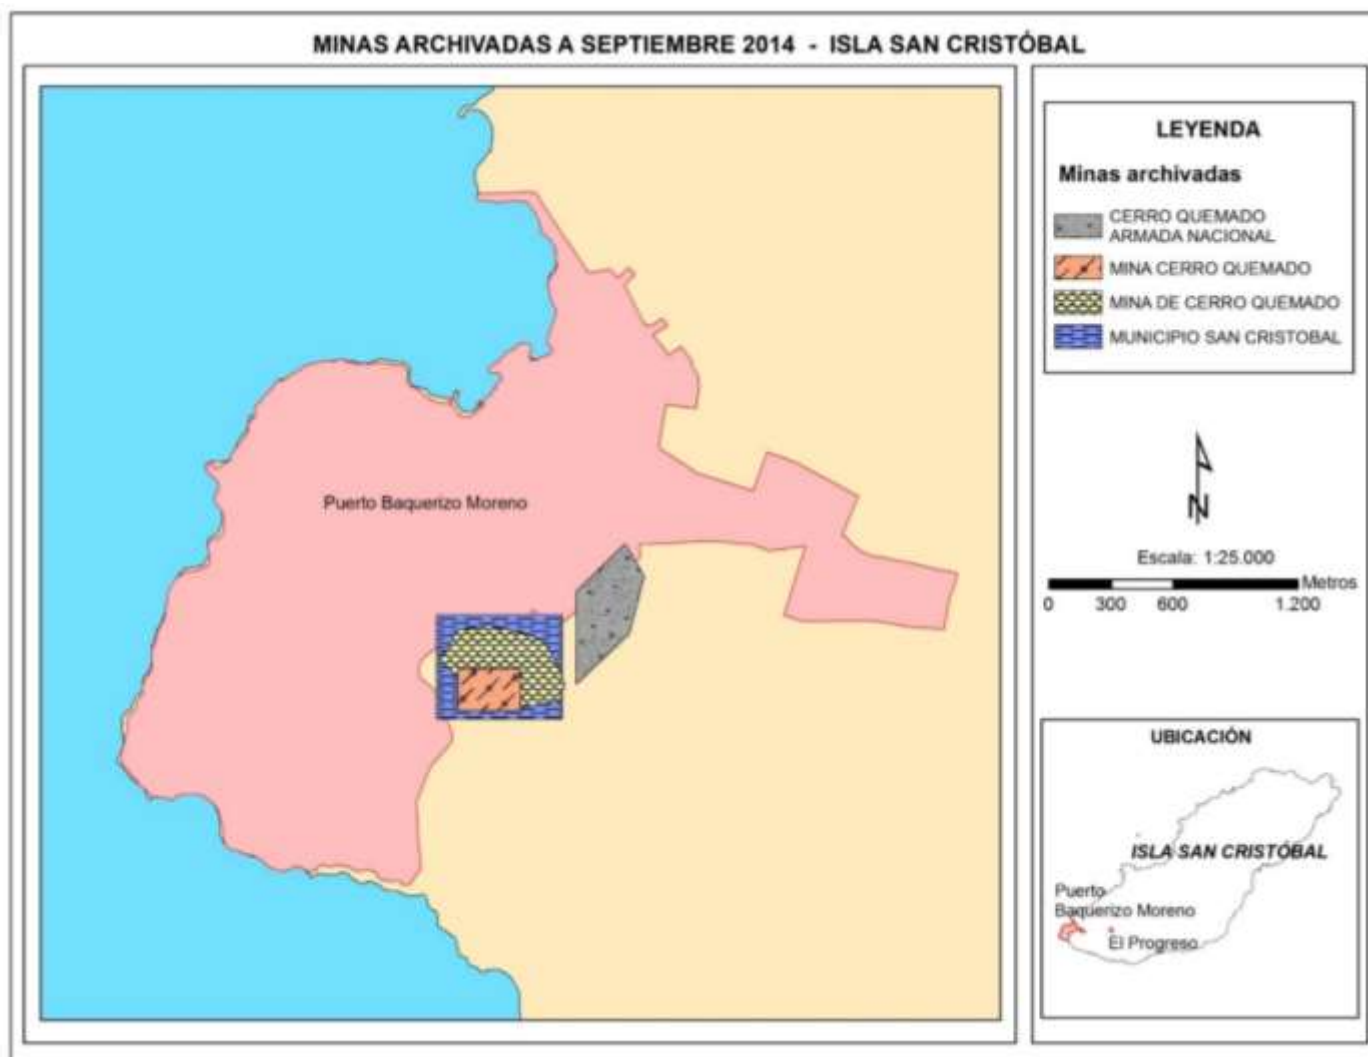 MINAS ARCHIVADAS A SEPTIEMBRE 2014 - ISLA SAN CRISTÓBAL
Puerto Baquerizo Moreno
LEYENDA
Minas archivadas
CERRO QUEMADO
ARMADA NACIONAL
MINA CERRO QUEMADO
MINA DE CERRO QUEMADO
MUNICIPIO SAN CRISTOBAL
N
Escala: 1:25.000
Metros
0 300 600 1.200
UBICACIÓN
ISLA SAN CRISTÓBAL
Puerto
Baquerizo Moreno
El Progreso